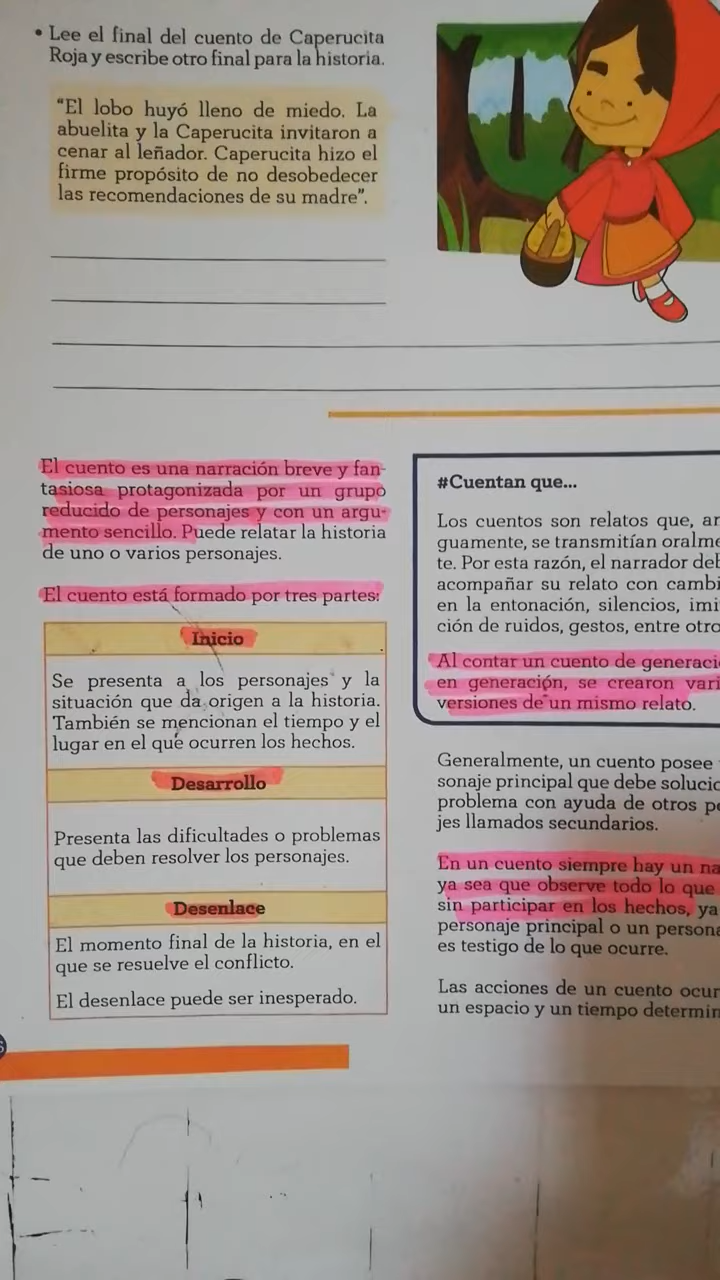 • Lee el final del cuento de Caperucita
Roja y escribe otro final para la historia.
“El lobo huyó lleno de miedo. La
abuelita y la Caperucita invitaron a
cenar al leñador. Caperucita hizo el
firme propósito de no desobedecer
las recomendaciones de su madre”.
El cuento es una narración breve y fan-
tasiosa protagonizada por un grupo
reducido de personajes y con un argu-
mento sencillo. Puede relatar la historia
de uno o varios personajes.
El cuento está formado por tres partes:
Inicio
Se presenta a los personajes y la
situación que da origen a la historia.
También se mencionan el tiempo y el
lugar en el que ocurren los hechos.
Desarrollo
Presenta las dificultades o problemas
que deben resolver los personajes.
Desenlace
El momento final de la historia, en el
que se resuelve el conflicto.
El desenlace puede ser inesperado.
#Cuentan que...
Los cuentos son relatos que, an
guamente, se transmitían oralme
te. Por esta razón, el narrador deb
acompañar su relato con cambi
en la entonación, silencios, imi
ción de ruidos, gestos, entre otro
Al contar un cuento de generaci
en generación, se crearon vari
versiones de un mismo relato.
Generalmente, un cuento posee
sonaje principal que debe solucio
problema con ayuda de otros pe
jes llamados secundarios.
En un cuento siempre hay un na
ya sea que observe todo lo que
sin participar en los hechos, ya
personaje principal o un persona
es testigo de lo que ocurre.
Las acciones de un cuento ocur
un espacio y un tiempo determin